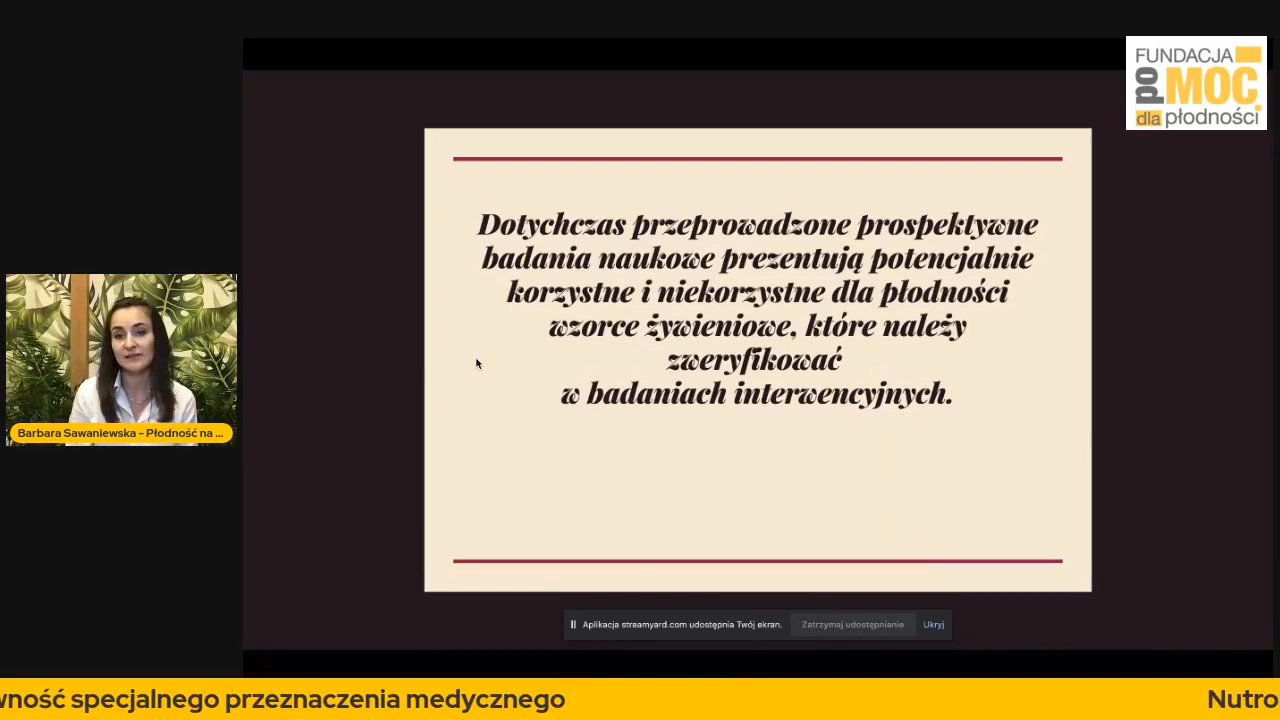 FUNDACJA
poMOC
dla płodności
Dotychczas przeprowadzone prospektywne
badania naukowe prezentują potencjalnie
korzystne i niekorzystne dla płodności
wzorce żywieniowe, które należy
zweryfikować
w badaniach interwencyjnych.
Barbara Sawaniewska - Płodność na ...
Aplikacja streamyard.com udostępnia Twój ekran. Zatrzymaj udostępnianie Ukryj
wność specjalnego przeznaczenia medycznego Nutro